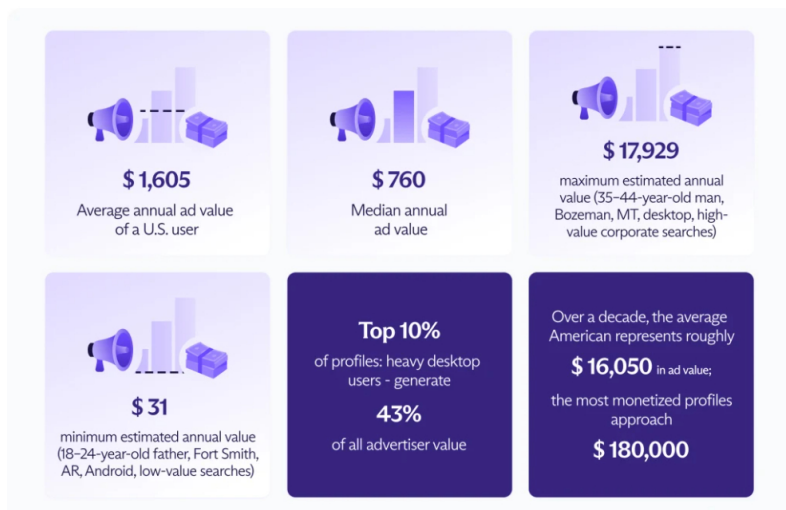 $ 1,605
Average annual ad value
of a U.S. user
$ 760
Median annual
ad value
$ 17,929
maximum estimated annual
value (35–44-year-old man,
Bozeman, MT, desktop, high-
value corporate searches)
$ 31
minimum estimated annual value
(18–24-year-old father, Fort Smith,
AR, Android, low-value searches)
Top 10%
of profiles: heavy desktop
users - generate
43%
of all advertiser value
Over a decade, the average
American represents roughly
$ 16,050 in ad value;
the most monetized profiles
approach
$ 180,000